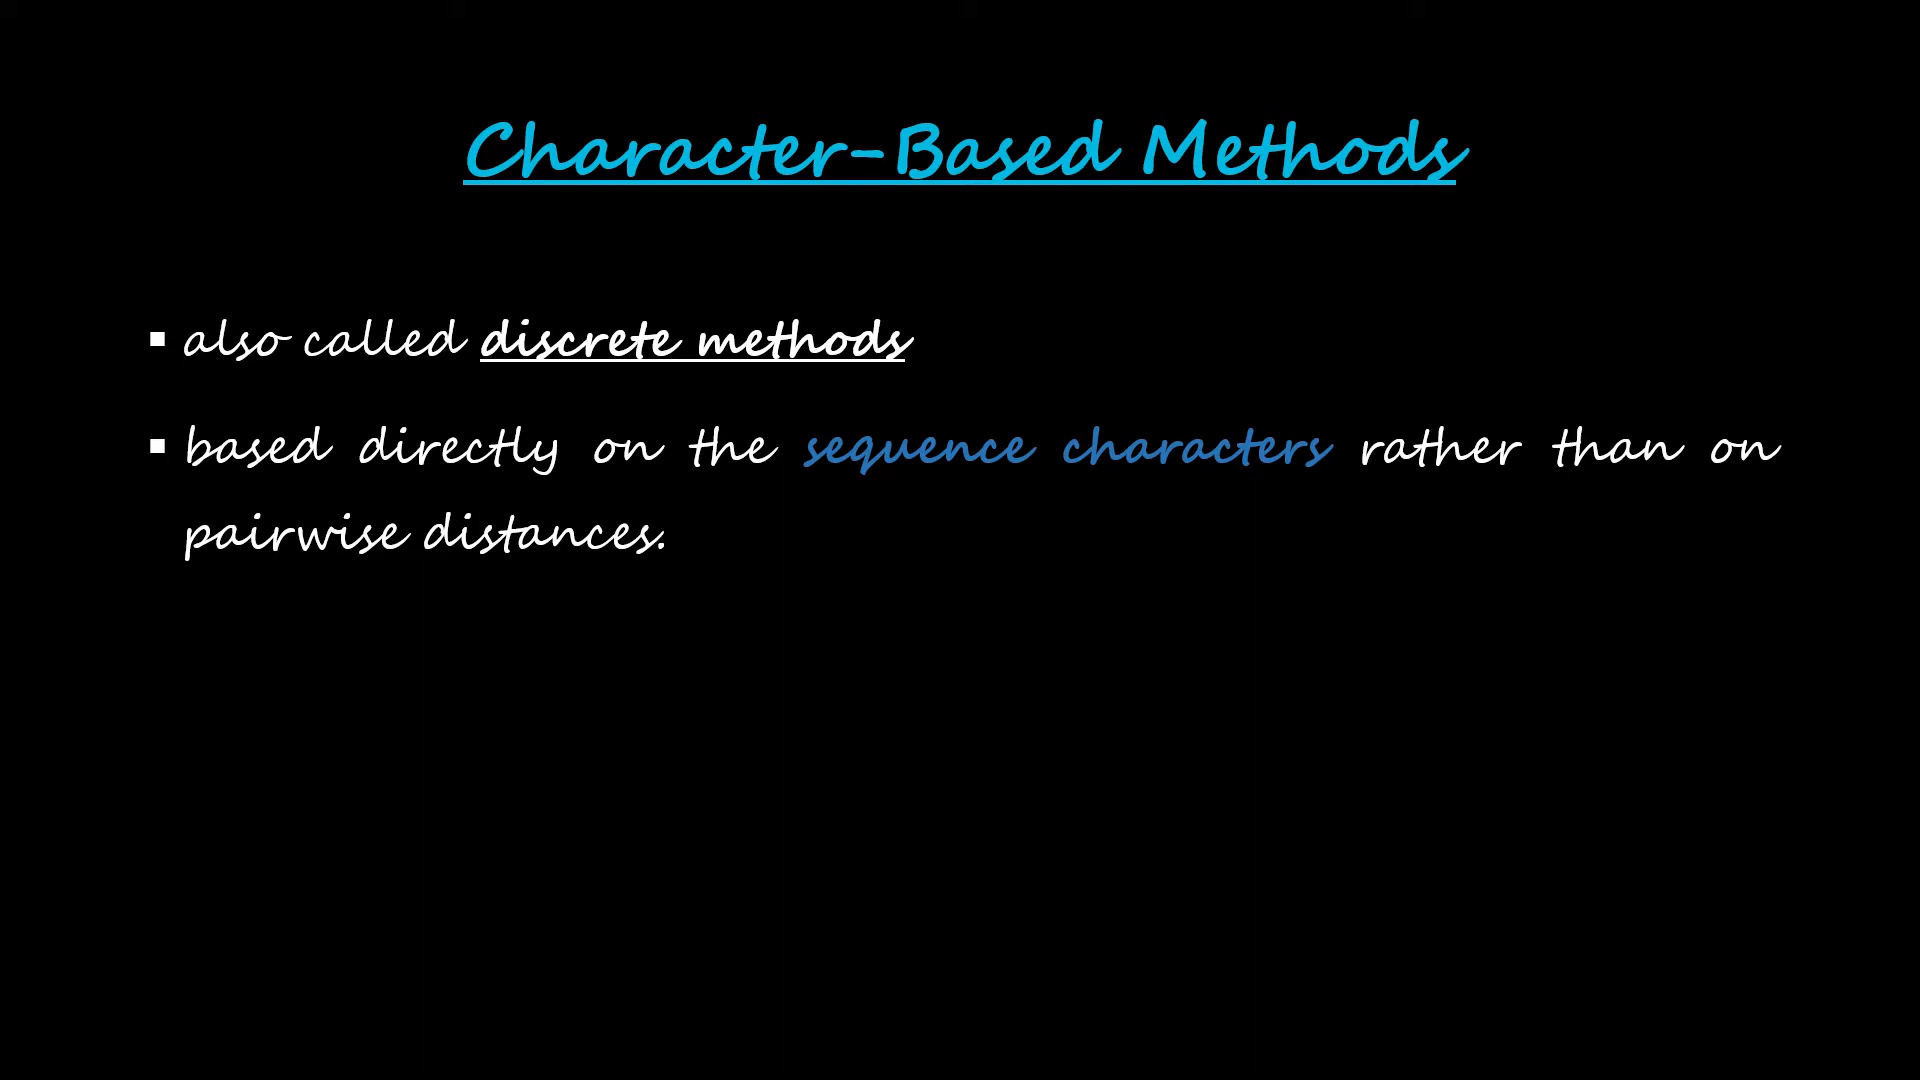 Character-Based Methods
▪ also called discrete methods
▪ based directly on the sequence characters rather than on
pairwise distances.